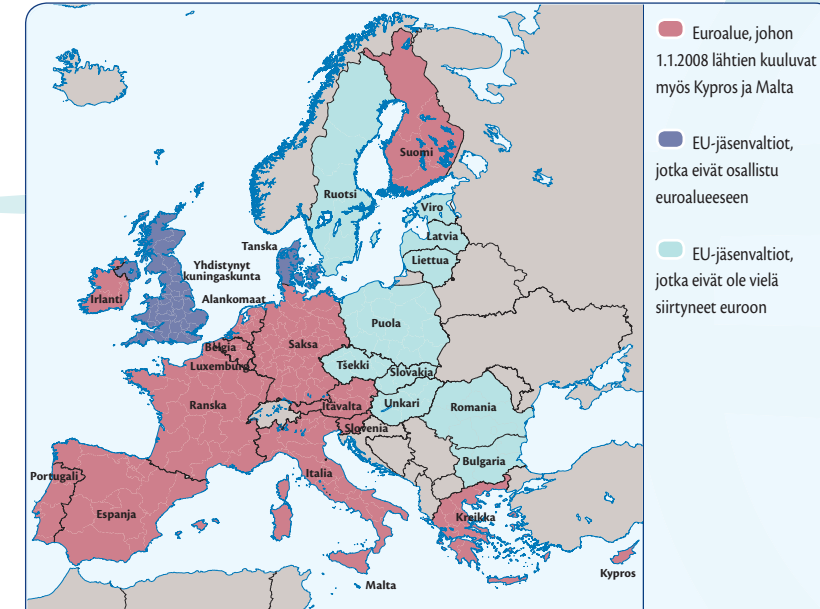 Euroalue, johon
1.1.2008 lähtien kuuluvat
myös Kypros ja Malta
EU-jäsenvaltiot,
jotka eivät osallistu
euroalueeseen
EU-jäsenvaltiot,
jotka eivät ole vielä
siirtyneet euroon
Suomi
Ruotsi
Viro
Latvia
Liettua
Tanska
Yhdistynyt
kuningaskunta
Irlanti
Alankomaat
Puola
Belgia
Saksa
Luxemburg
Tšekki
Slovakia
Ranska
Itävalta
Unkari
Romania
Slovenia
Bulgaria
Portugali
Italia
Espanja
Kreikka
Malta
Kypros